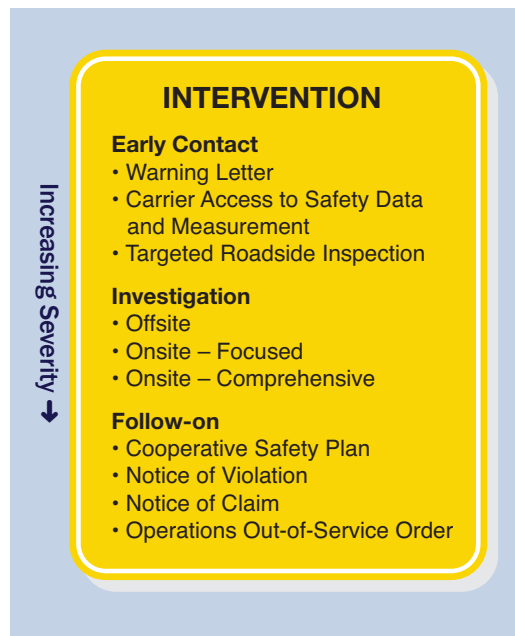 INTERVENTION
Early Contact
• Warning Letter
• Carrier Access to Safety Data
and Measurement
• Targeted Roadside Inspection
Investigation
• Offsite
• Onsite – Focused
• Onsite – Comprehensive
Follow-on
• Cooperative Safety Plan
• Notice of Violation
• Notice of Claim
• Operations Out-of-Service Order
Increasing Severity ➔